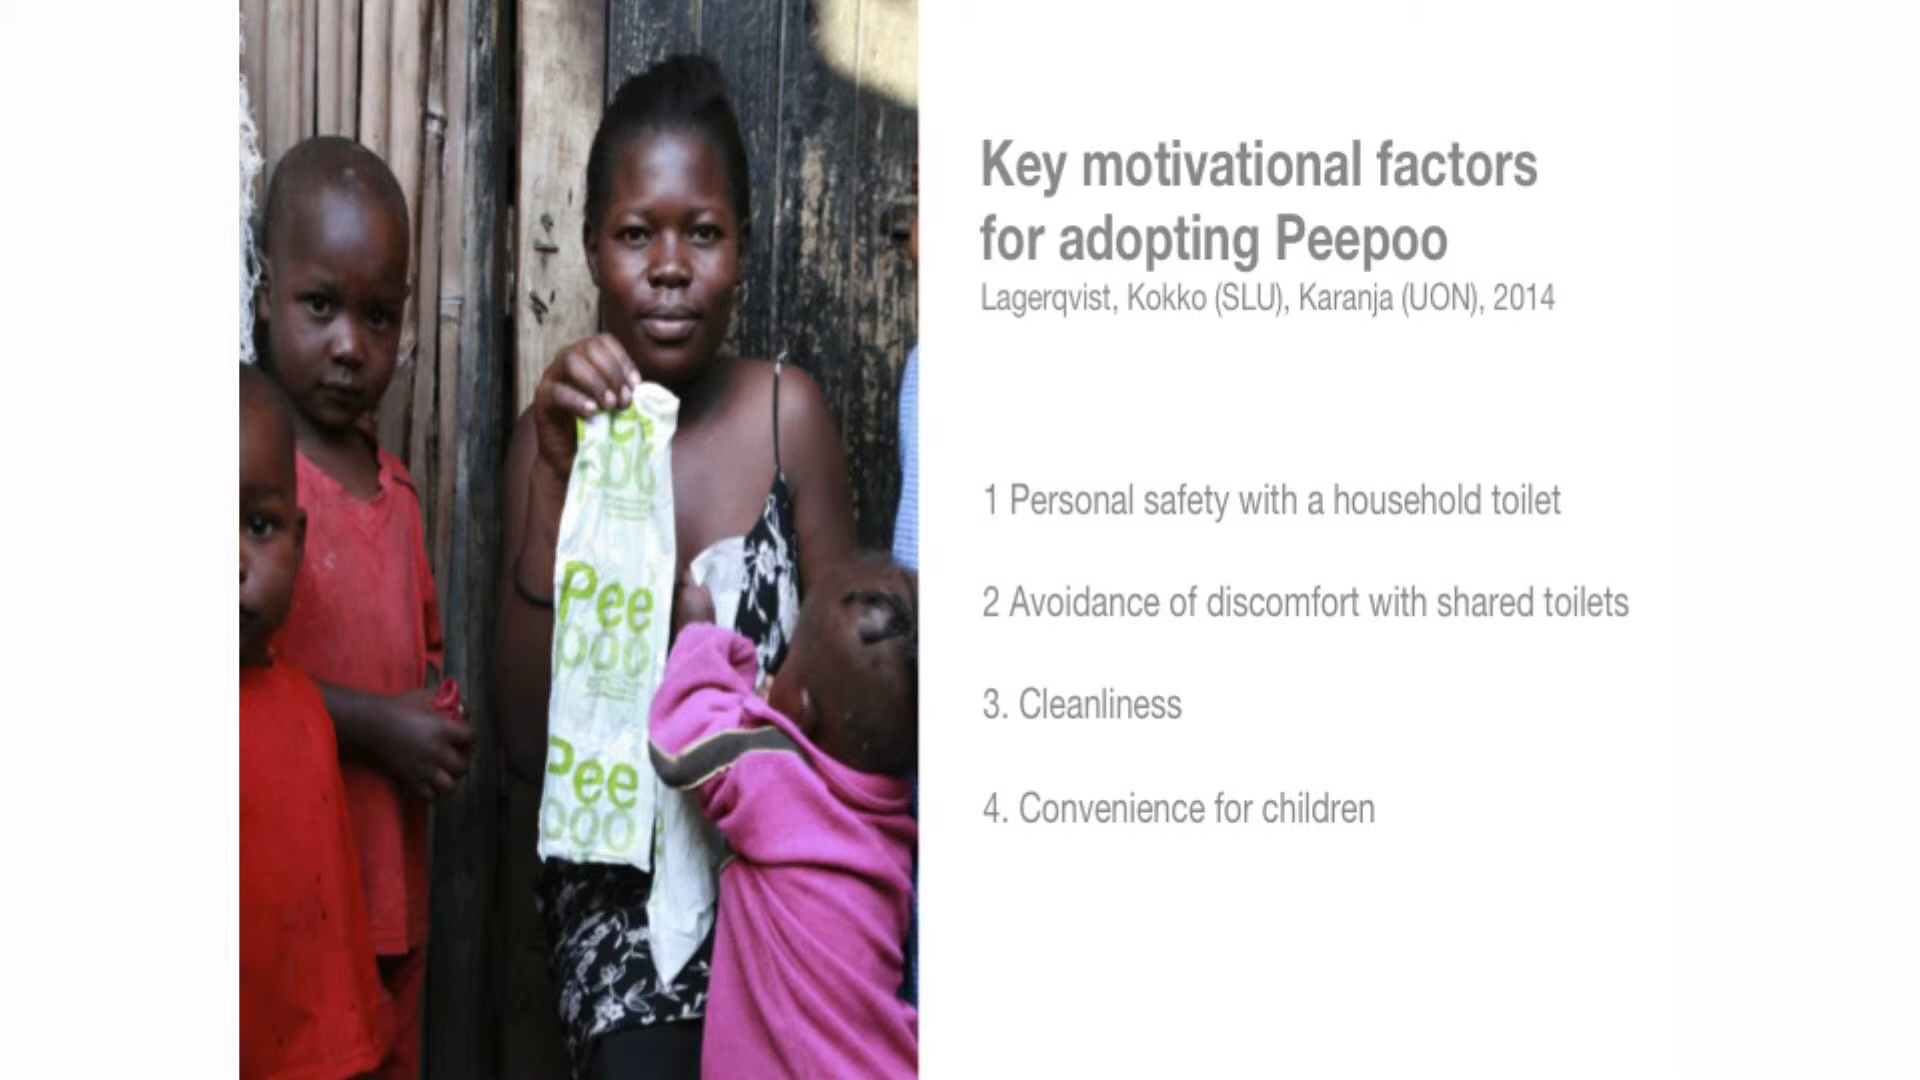 Key motivational factors
for adopting Peepoo
Lagerqvist, Kokko (SLU), Karanja (UON), 2014
1 Personal safety with a household toilet
2 Avoidance of discomfort with shared toilets
3. Cleanliness
4. Convenience for children
Pee
poo
Pee
poo